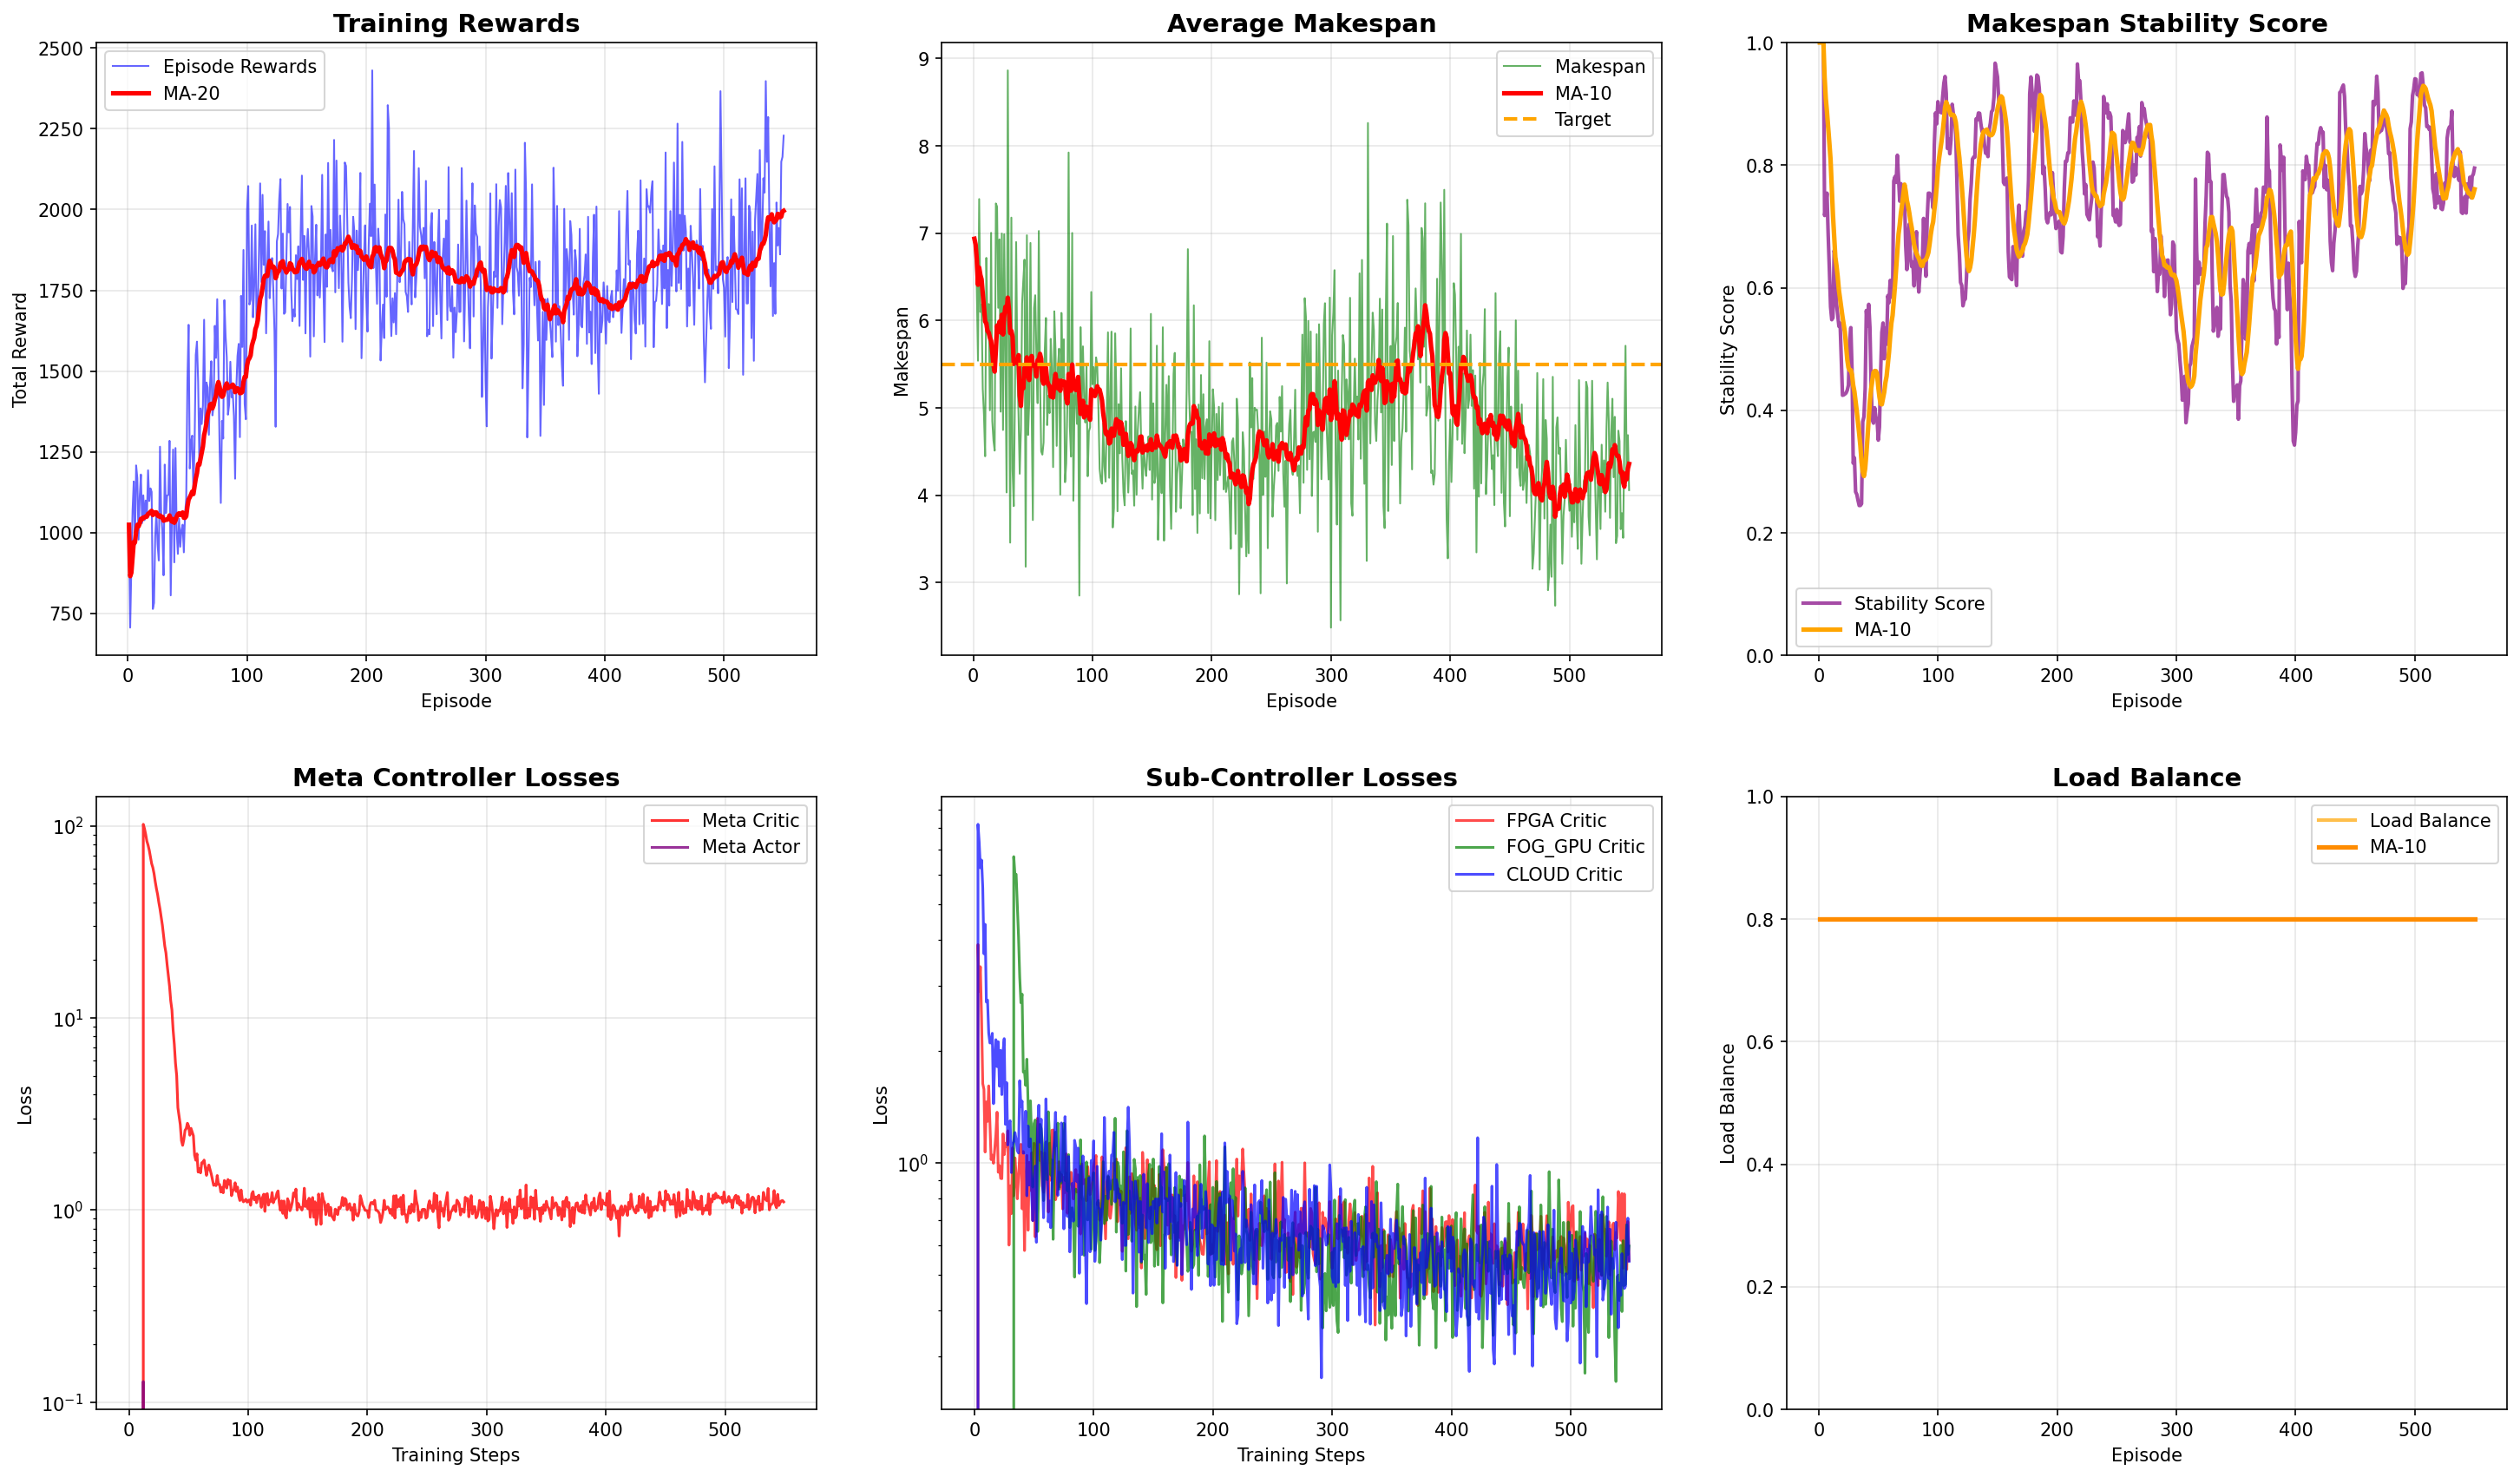 Training Rewards
Total Reward
2500
2250
2000
1750
1500
1250
1000
750
Episode Rewards
MA-20
0 100 200 300 400 500
Episode
Average Makespan
Makespan
9
8
7
6
5
4
3
Makespan
MA-10
Target
0 100 200 300 400 500
Episode
Makespan Stability Score
Stability Score
1.0
0.8
0.6
0.4
0.2
0.0
Stability Score
MA-10
0 100 200 300 400 500
Episode
Meta Controller Losses
Loss
10²
10¹
10⁰
10⁻¹
Meta Critic
Meta Actor
0 100 200 300 400 500
Training Steps
Sub-Controller Losses
Loss
10⁰
FPGA Critic
FOG_GPU Critic
CLOUD Critic
0 100 200 300 400 500
Training Steps
Load Balance
Load Balance
1.0
0.8
0.6
0.4
0.2
0.0
Load Balance
MA-10
0 100 200 300 400 500
Episode